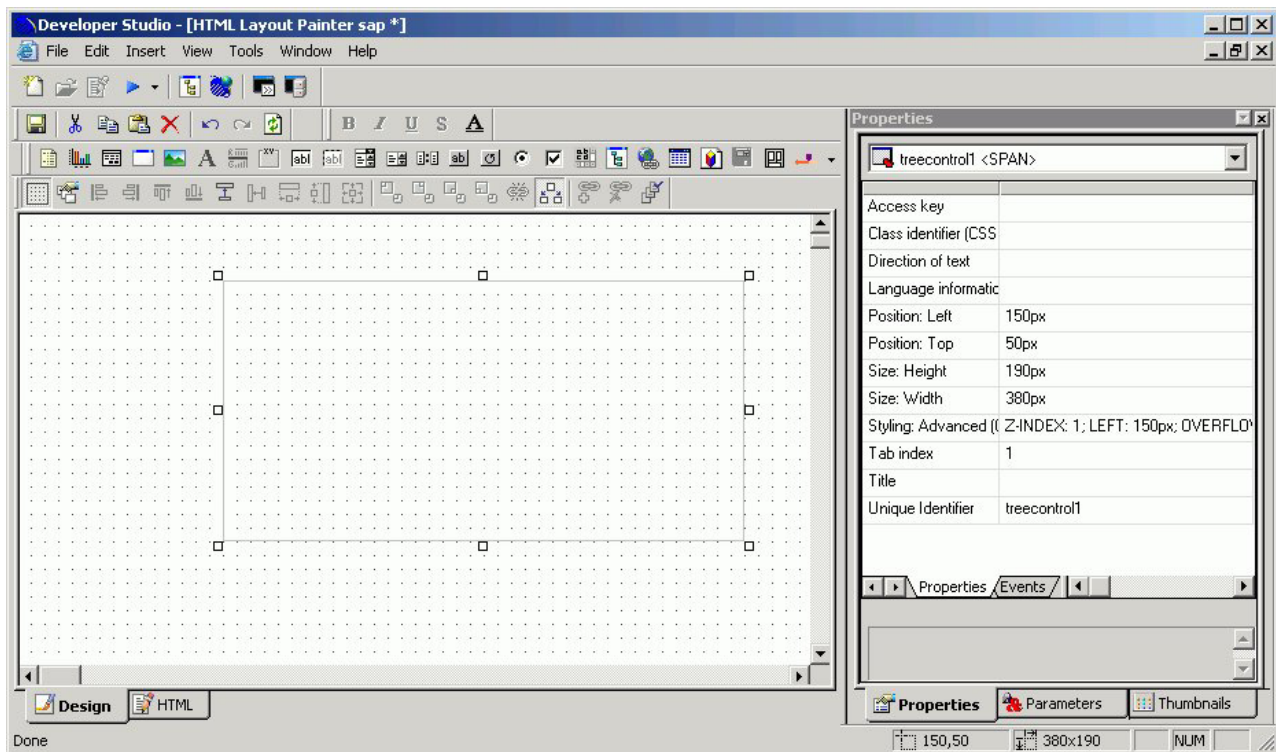 Developer Studio - [HTML Layout Painter sap *]
File Edit Insert View Tools Window Help
B I U S A
A abl abl ab
Properties
treecontrol1 <SPAN>
Access key
Class identifier (CSS
Direction of text
Language informatic
Position: Left 150px
Position: Top 50px
Size: Height 190px
Size: Width 380px
Styling: Advanced (( Z-INDEX: 1; LEFT: 150px; OVERFLO
Tab index 1
Title
Unique Identifier treecontrol1
Properties Events
Design HTML
Properties Parameters Thumbnails
Done 150,50 380x190 NUM